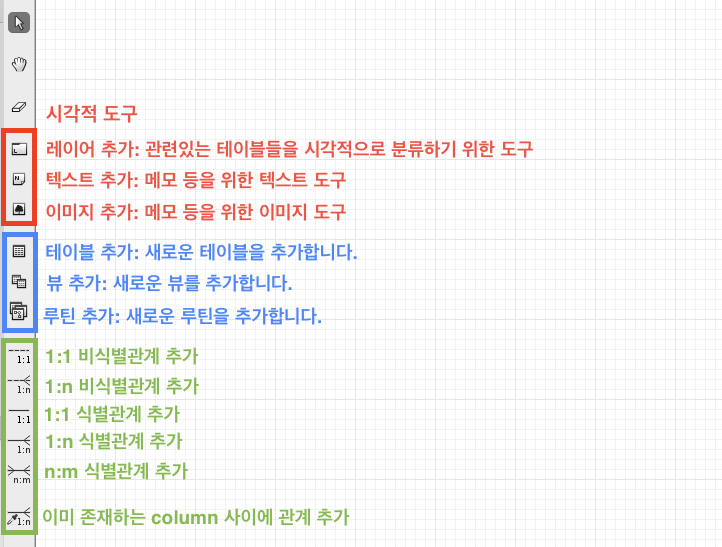 시각적 도구
L
레이어 추가: 관련있는 테이블들을 시각적으로 분류하기 위한 도구
N
텍스트 추가: 메모 등을 위한 텍스트 도구
이미지 추가: 메모 등을 위한 이미지 도구
테이블 추가: 새로운 테이블을 추가합니다.
뷰 추가: 새로운 뷰를 추가합니다.
루틴 추가: 새로운 루틴을 추가합니다.
1:1 1:1 비식별관계 추가
1:n 1:n 비식별관계 추가
1:1 1:1 식별관계 추가
1:n 1:n 식별관계 추가
n:m n:m 식별관계 추가
1:n 이미 존재하는 column 사이에 관계 추가